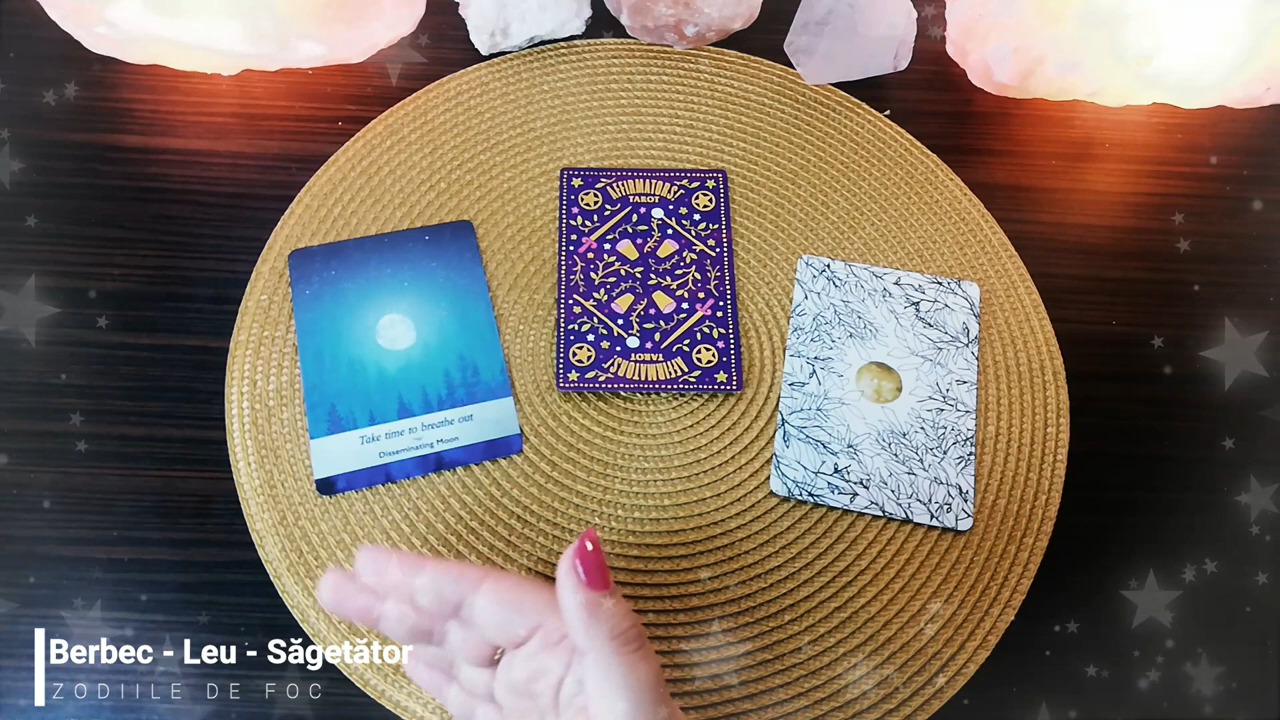 AFFIRMATORS!
TAROT
Take time to breathe out
Disseminating Moon
TAROT
AFFIRMATORS!
Berbec - Leu - Săgetător
ZODIILE DE FOC